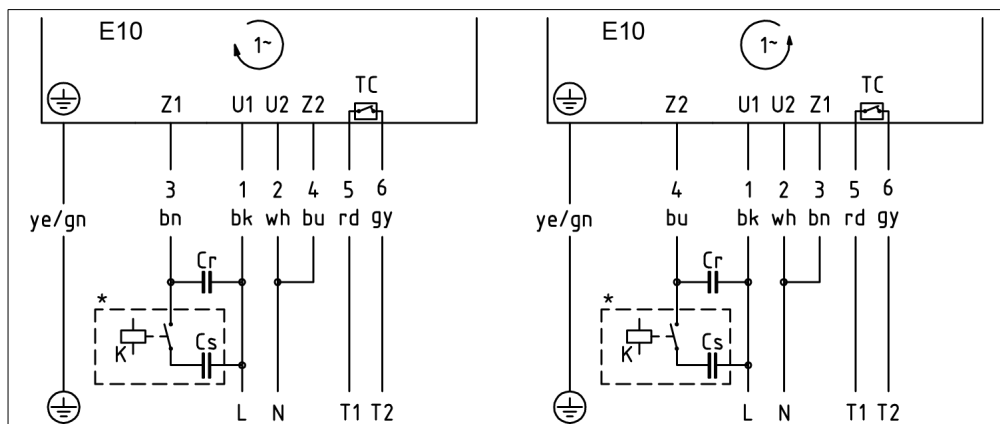 E10 1~ E10 1~
TC TC
Z1 U1 U2 Z2 Z2 U1 U2 Z1
3 1 2 4 5 6 4 1 2 3 5 6
ye/gn bn bk wh bu rd gy ye/gn bu bk wh bn rd gy
Cr Cr
* *
K Cs K Cs
L N T1 T2 L N T1 T2